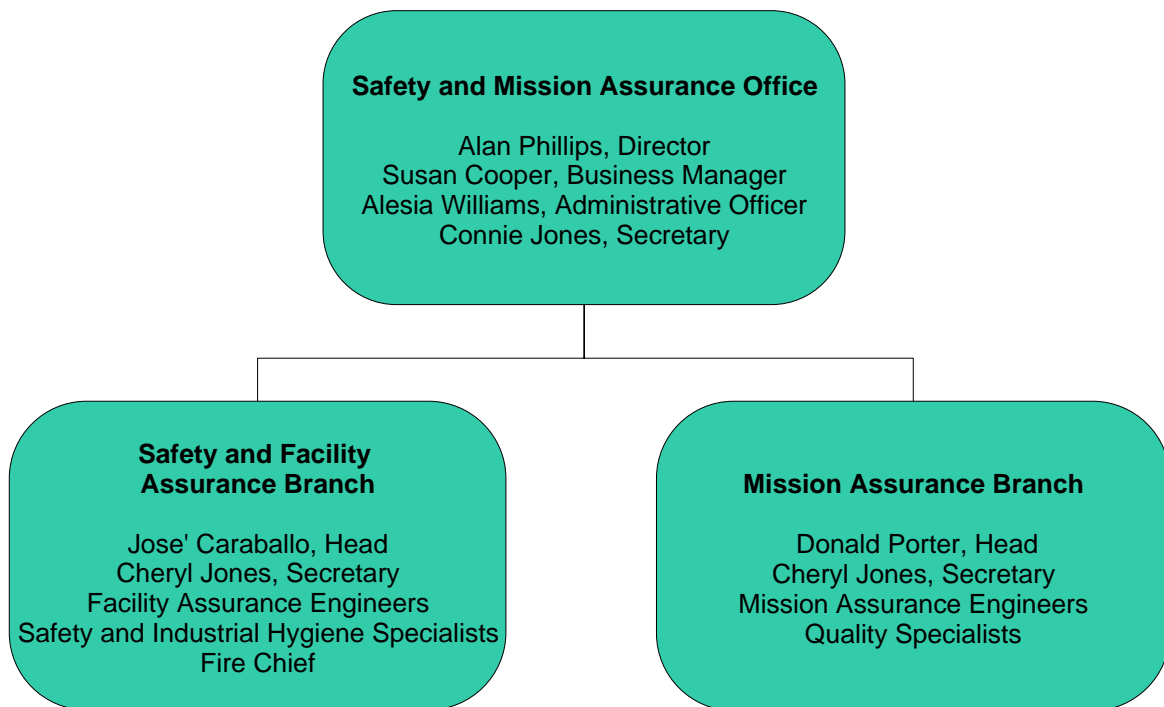 Safety and Mission Assurance Office
Alan Phillips, Director
Susan Cooper, Business Manager
Alesia Williams, Administrative Officer
Connie Jones, Secretary
Safety and Facility
Assurance Branch
Jose' Caraballo, Head
Cheryl Jones, Secretary
Facility Assurance Engineers
Safety and Industrial Hygiene Specialists
Fire Chief
Mission Assurance Branch
Donald Porter, Head
Cheryl Jones, Secretary
Mission Assurance Engineers
Quality Specialists